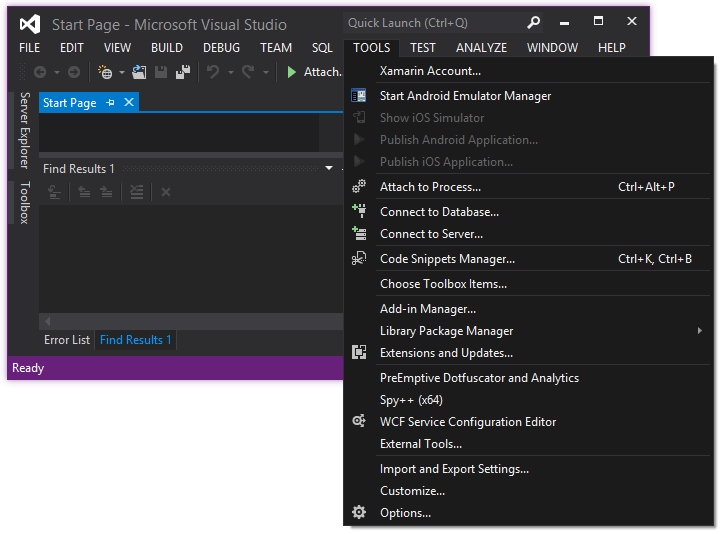 Start Page - Microsoft Visual Studio
Quick Launch (Ctrl+Q)
FILE EDIT VIEW BUILD DEBUG TEAM SQL TOOLS TEST ANALYZE WINDOW HELP
Attach.
Server Explorer
Toolbox
Start Page
Find Results 1
Error List Find Results 1
Ready
Xamarin Account...
Start Android Emulator Manager
Show iOS Simulator
Publish Android Application...
Publish iOS Application...
Attach to Process... Ctrl+Alt+P
Connect to Database...
Connect to Server...
Code Snippets Manager... Ctrl+K, Ctrl+B
Choose Toolbox Items...
Add-in Manager...
Library Package Manager
Extensions and Updates...
PreEmptive Dotfuscator and Analytics
Spy++ (x64)
WCF Service Configuration Editor
External Tools...
Import and Export Settings...
Customize...
Options...